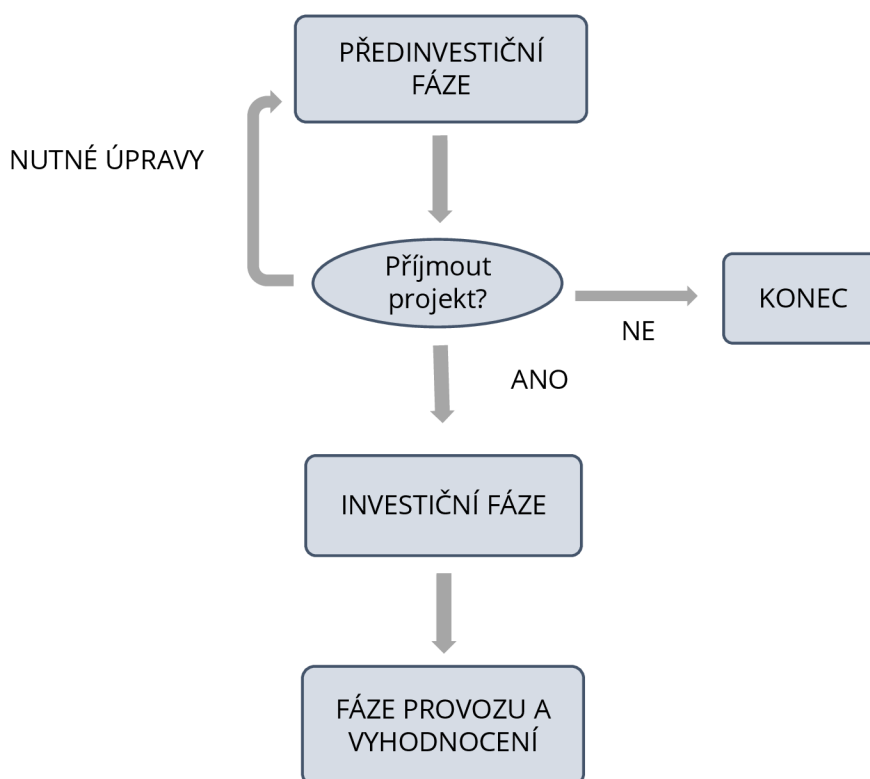 PŘEDINVESTIČNÍ
FÁZE
NUTNÉ ÚPRAVY
Příjmout
projekt?
KONEC
NE
ANO
INVESTIČNÍ FÁZE
FÁZE PROVOZU A
VYHODNOCENÍ